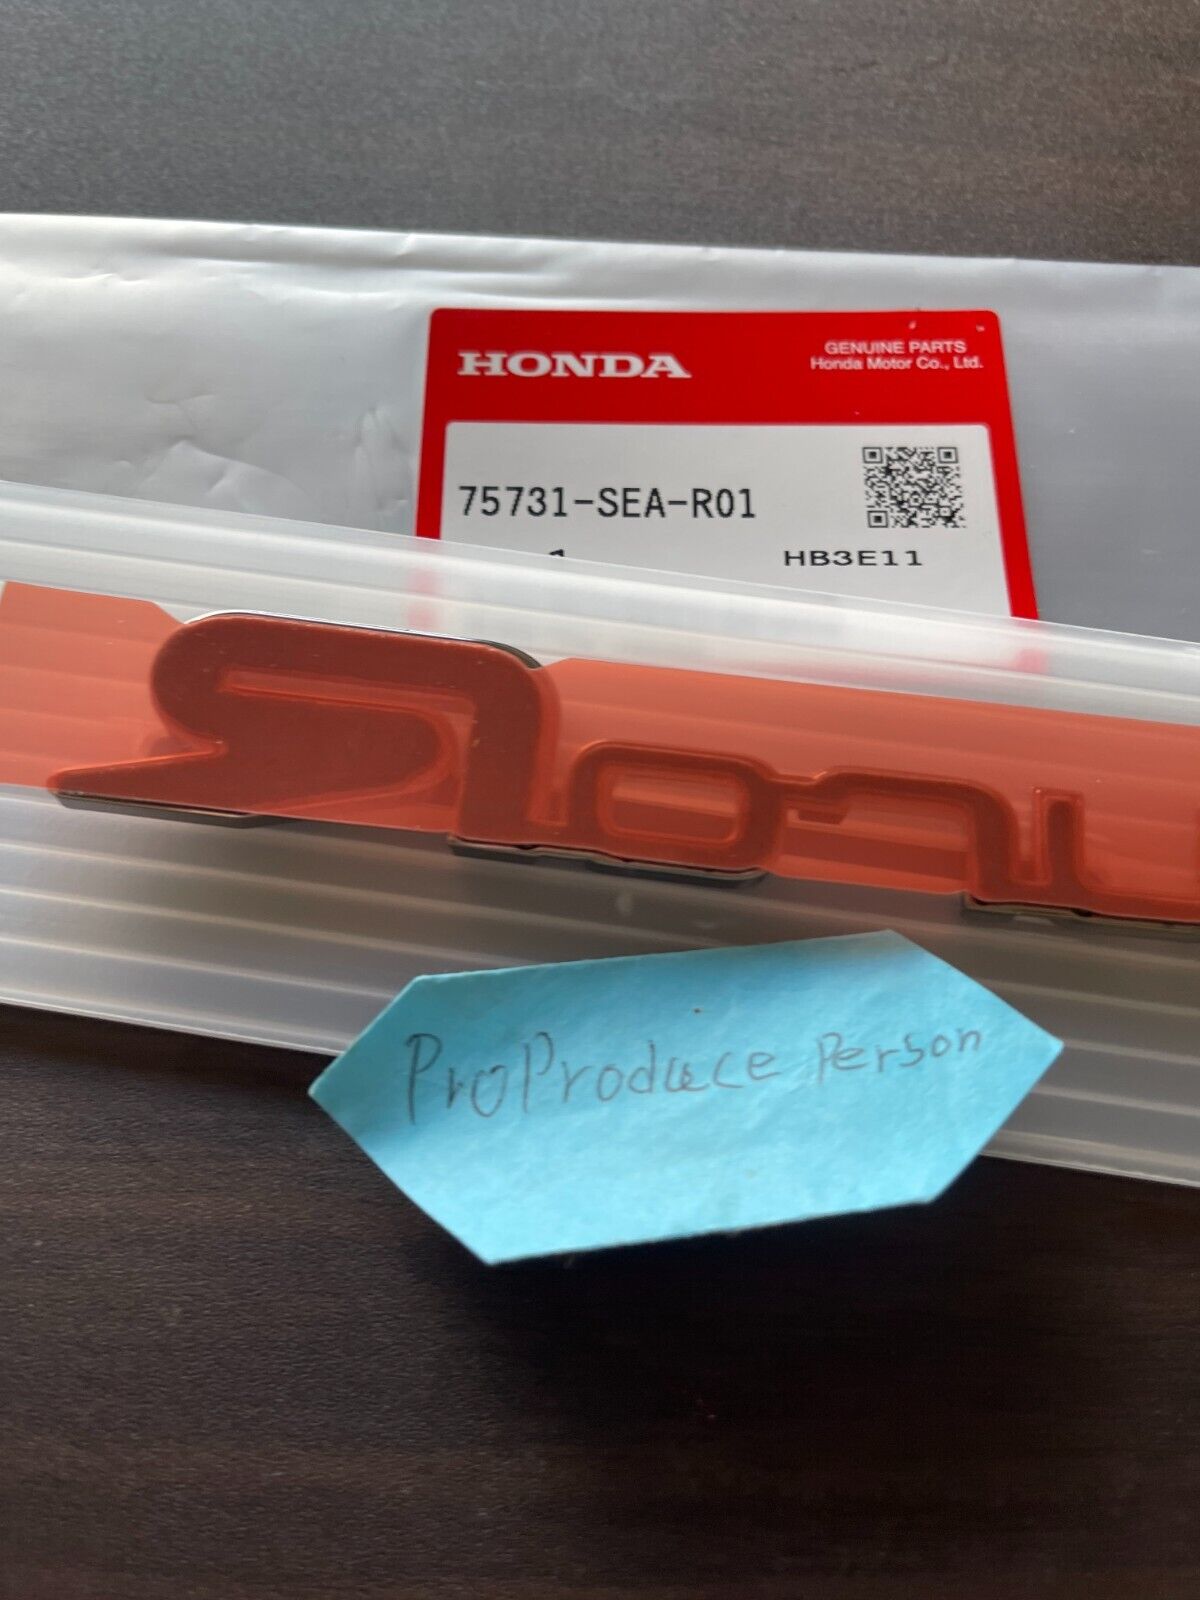 HONDA
GENUINE PARTS
Honda Motor Co., Ltd.
75731-SEA-R01
HB3E11
ProProduce Person